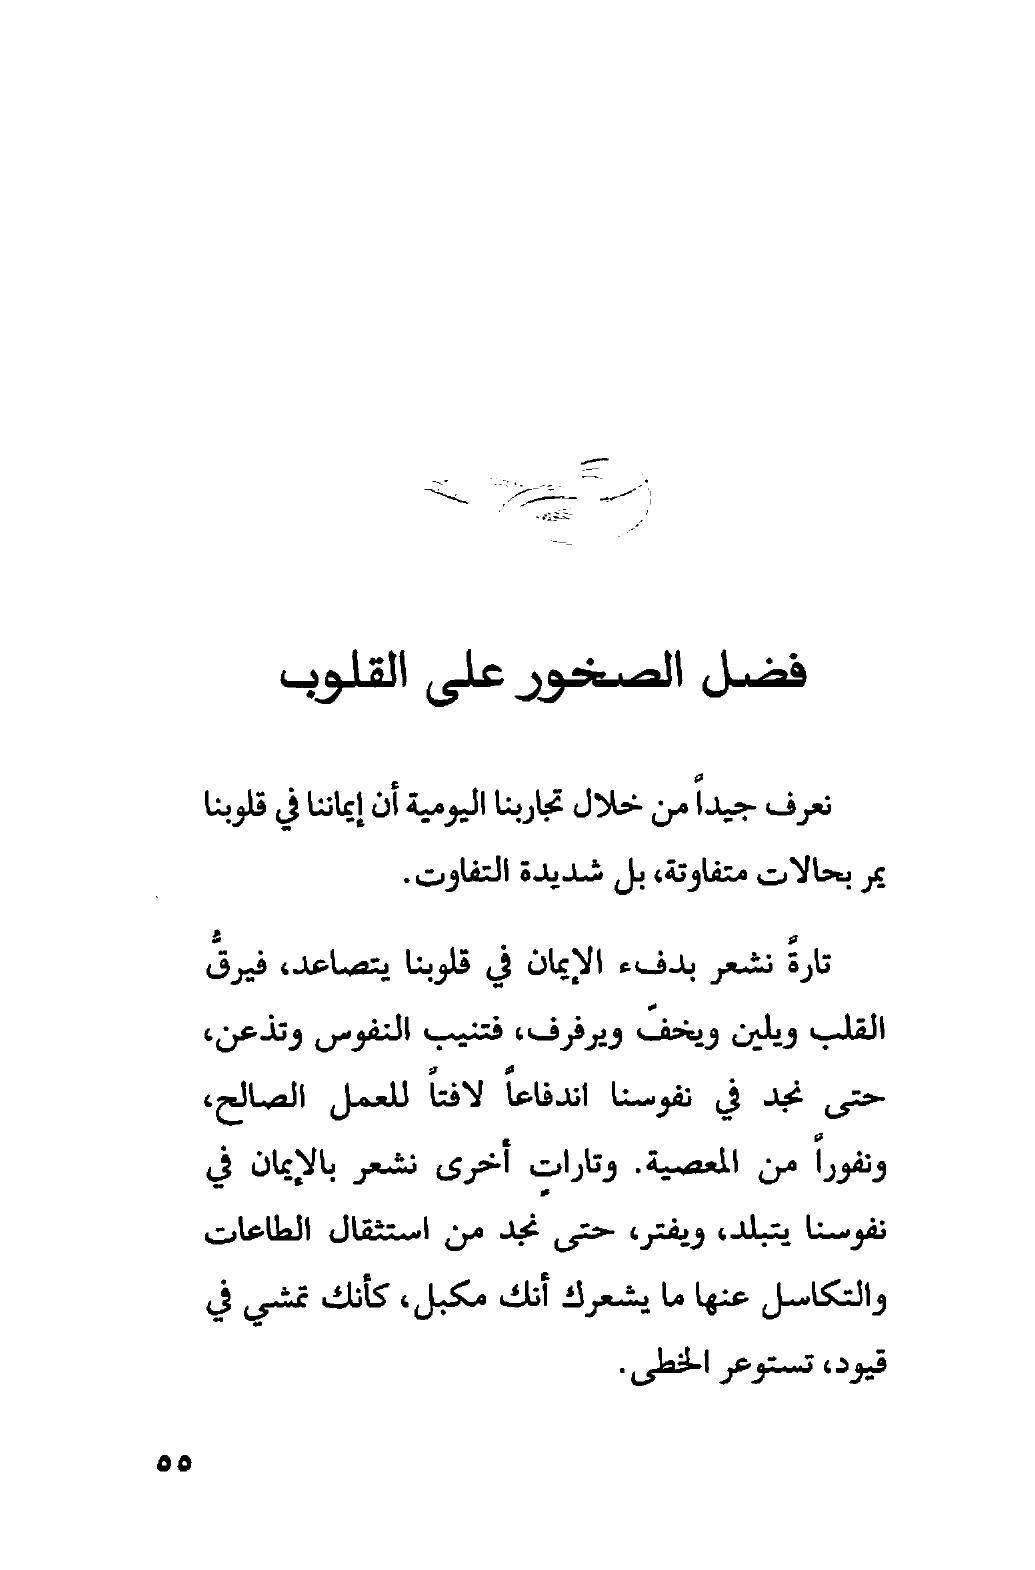 فضل الصخور على القلوب
نعرف جيداً من خلال تجاربنا اليومية أن إيماننا في قلوبنا
يمر بحالات متفاوتة، بل شديدة التفاوت.
تارةً نشعر بدفء الإيمان في قلوبنا يتصاعد، فيرقُّ
القلب ويلين ويخفّ ويرفرف، فتنيب النفوس وتذعن،
حتى نجد في نفوسنا اندفاعاً لافتاً للعمل الصالح،
ونفوراً من المعصية. وتاراتٍ أخرى نشعر بالإيمان في
نفوسنا يتبلد، ويفتر، حتى نجد من استثقال الطاعات
والتكاسل عنها ما يشعرك أنك مكبل، كأنك تمشي في
قيود، تستوعر الخطى.
٥٥